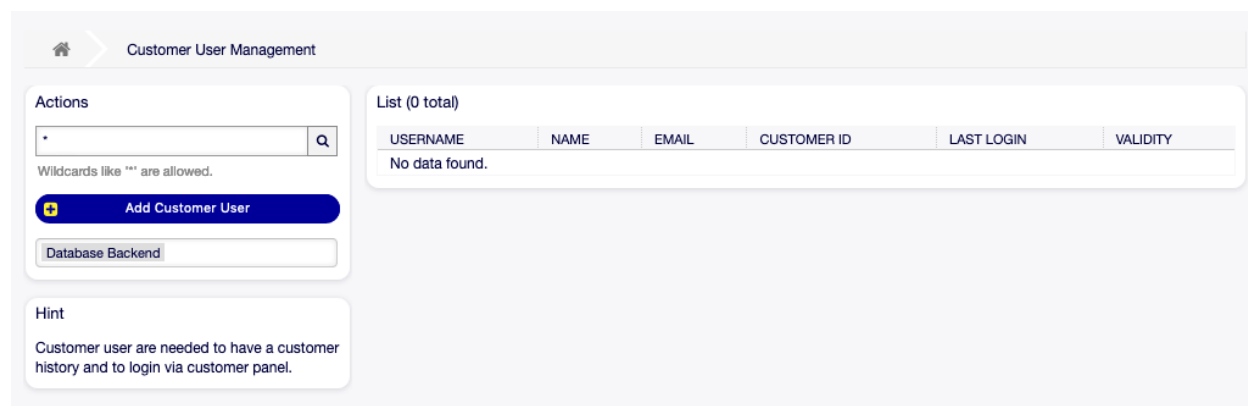 Customer User Management
Actions
*
Wildcards like '*' are allowed.
Add Customer User
Database Backend
Hint
Customer user are needed to have a customer
history and to login via customer panel.
List (0 total)
USERNAME NAME EMAIL CUSTOMER ID LAST LOGIN VALIDITY
No data found.